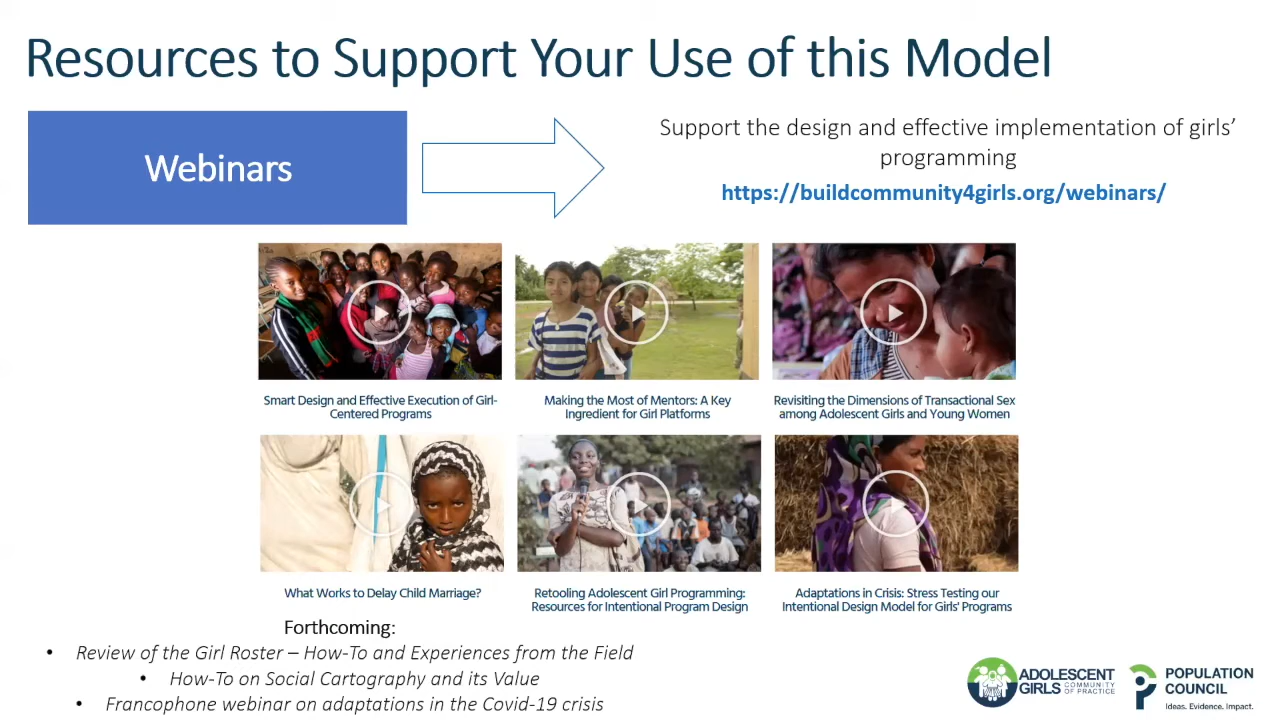 Resources to Support Your Use of this Model
Webinars
Support the design and effective implementation of girls’
programming
https://buildcommunity4girls.org/webinars/
Smart Design and Effective Execution of Girl-
Centered Programs
Making the Most of Mentors: A Key
Ingredient for Girl Platforms
Revisiting the Dimensions of Transactional Sex
among Adolescent Girls and Young Women
What Works to Delay Child Marriage?
Retooling Adolescent Girl Programming:
Resources for Intentional Program Design
Adaptations in Crisis: Stress Testing our
Intentional Design Model for Girls' Programs
Forthcoming:
• Review of the Girl Roster – How-To and Experiences from the Field
• How-To on Social Cartography and its Value
• Francophone webinar on adaptations in the Covid-19 crisis
ADOLESCENT
GIRLS COMMUNITY
OF PRACTICE
POPULATION
COUNCIL
Ideas. Evidence. Impact.